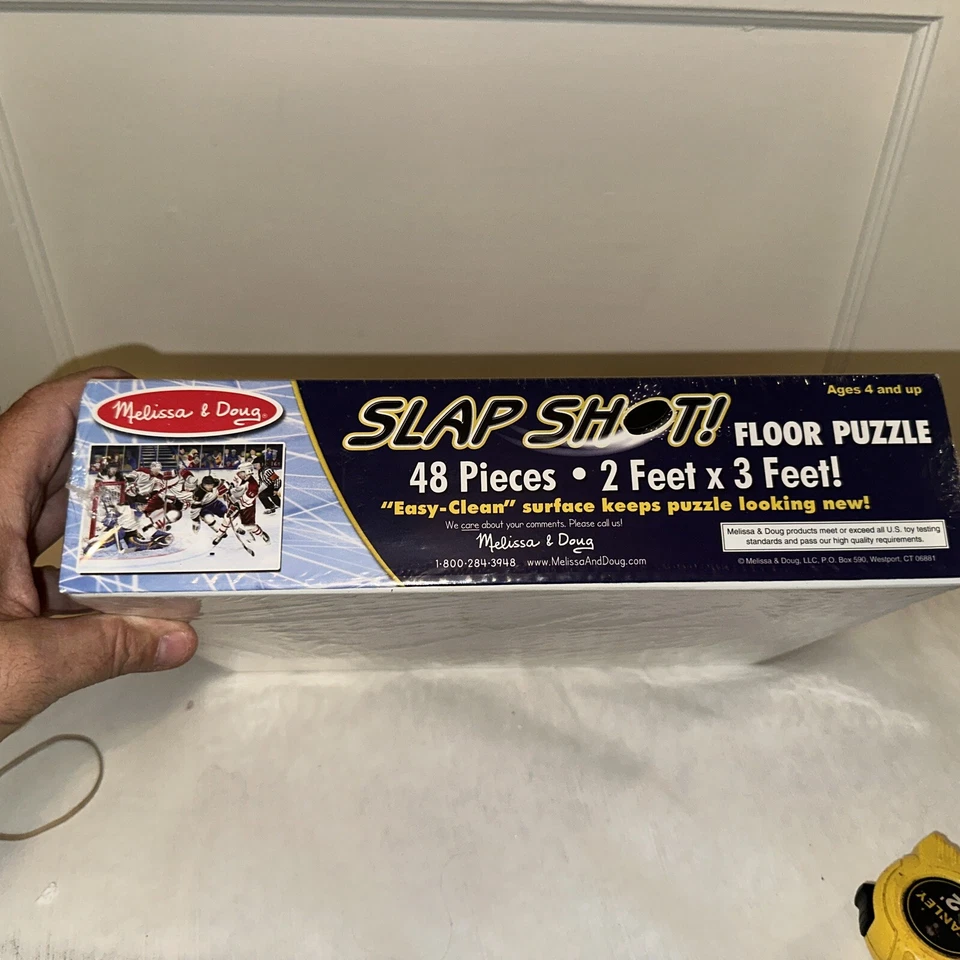 Melissa & Doug®
SLAP SHOT!
FLOOR PUZZLE
Ages 4 and up
48 Pieces • 2 Feet x 3 Feet!
“Easy-Clean” surface keeps puzzle looking new!
We care about your comments. Please call us!
Melissa & Doug
1-800-284-3948 www.MelissaAndDoug.com
Melissa & Doug products meet or exceed all U.S. toy testing
standards and pass our high quality requirements.
© Melissa & Doug, LLC, P.O. Box 590, Westport, CT 06881